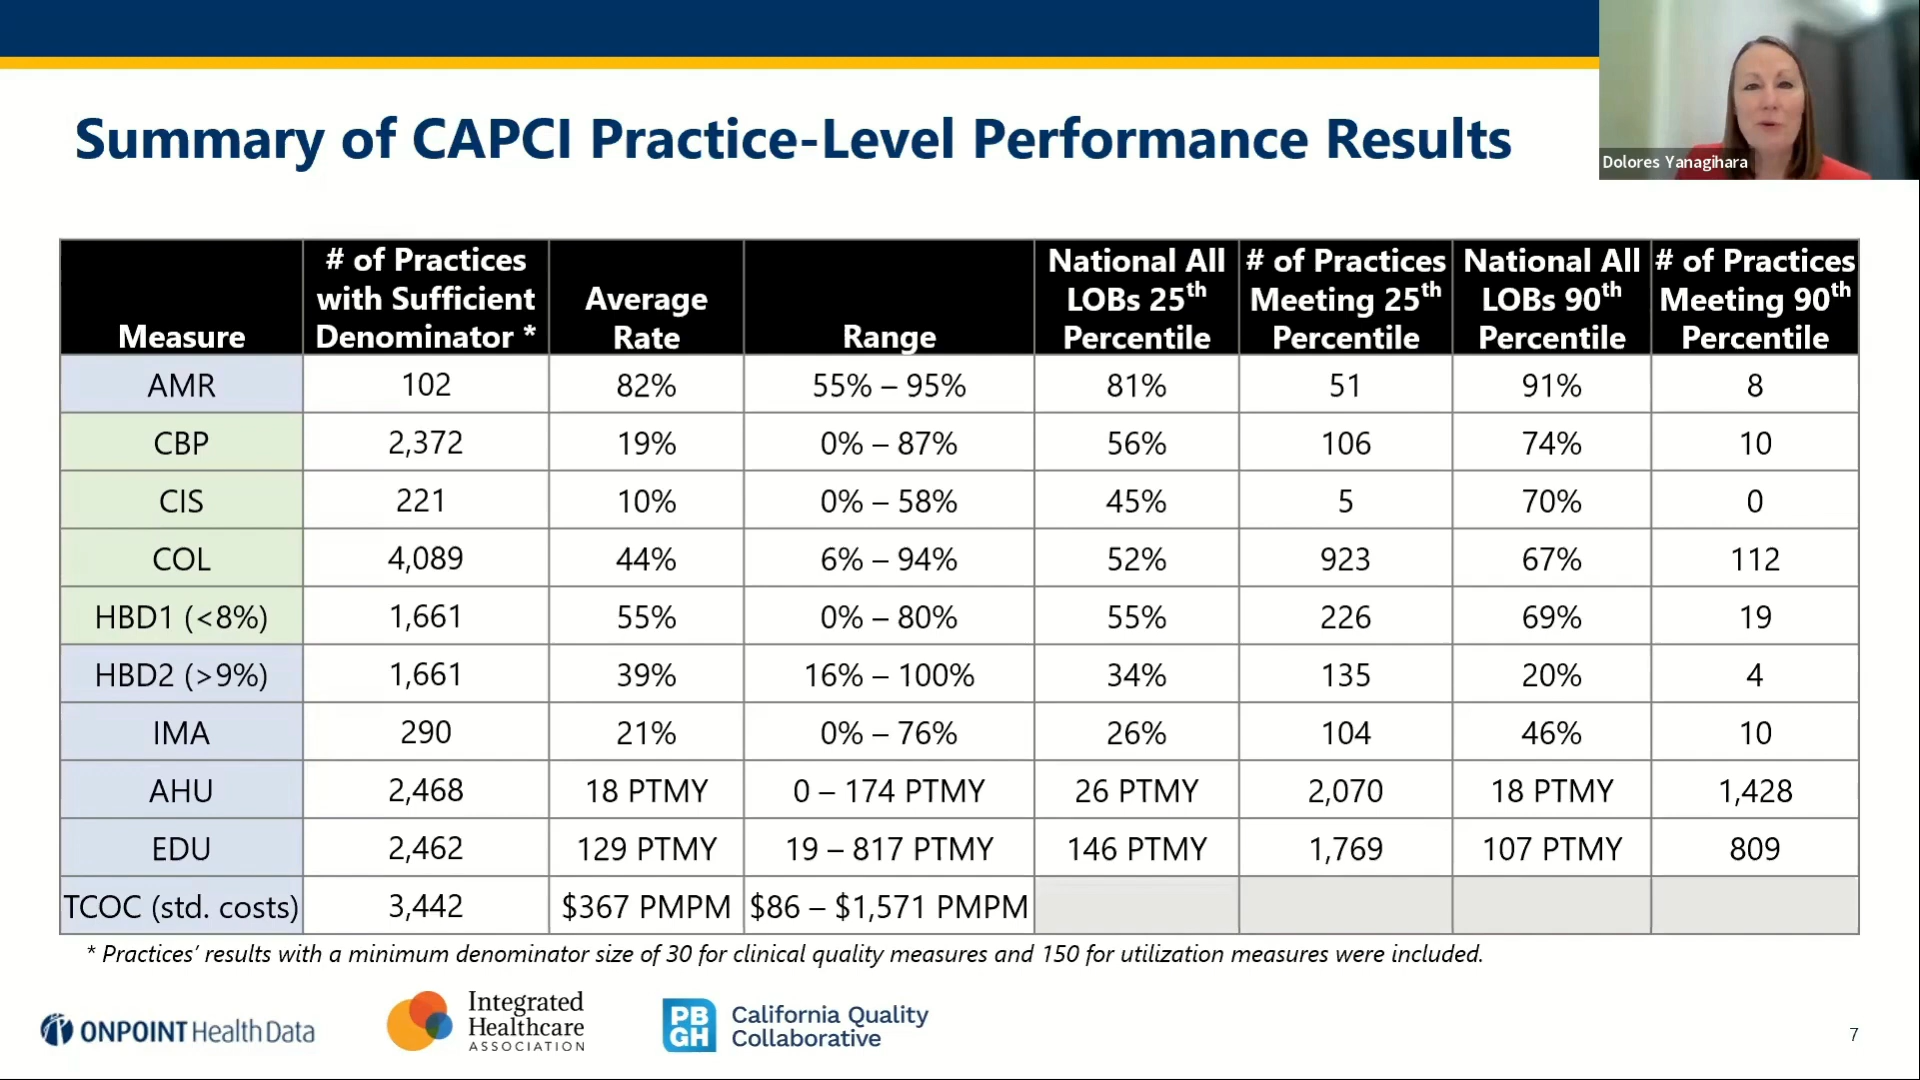 Summary of CAPCI Practice-Level Performance Results
Dolores Yanagihara
Measure
# of Practices
with Sufficient
Denominator *
Average
Rate
Range
National All
LOBs 25th
Percentile
# of Practices
Meeting 25th
Percentile
National All
LOBs 90th
Percentile
# of Practices
Meeting 90th
Percentile
AMR 102 82% 55% – 95% 81% 51 91% 8
CBP 2,372 19% 0% – 87% 56% 106 74% 10
CIS 221 10% 0% – 58% 45% 5 70% 0
COL 4,089 44% 6% – 94% 52% 923 67% 112
HBD1 (<8%) 1,661 55% 0% – 80% 55% 226 69% 19
HBD2 (>9%) 1,661 39% 16% – 100% 34% 135 20% 4
IMA 290 21% 0% – 76% 26% 104 46% 10
AHU 2,468 18 PTMY 0 – 174 PTMY 26 PTMY 2,070 18 PTMY 1,428
EDU 2,462 129 PTMY 19 – 817 PTMY 146 PTMY 1,769 107 PTMY 809
TCOC (std. costs) 3,442 $367 PMPM $86 – $1,571 PMPM
* Practices’ results with a minimum denominator size of 30 for clinical quality measures and 150 for utilization measures were included.
ONPOINT Health Data
Integrated
Healthcare
ASSOCIATION
PB
GH
California Quality
Collaborative
7